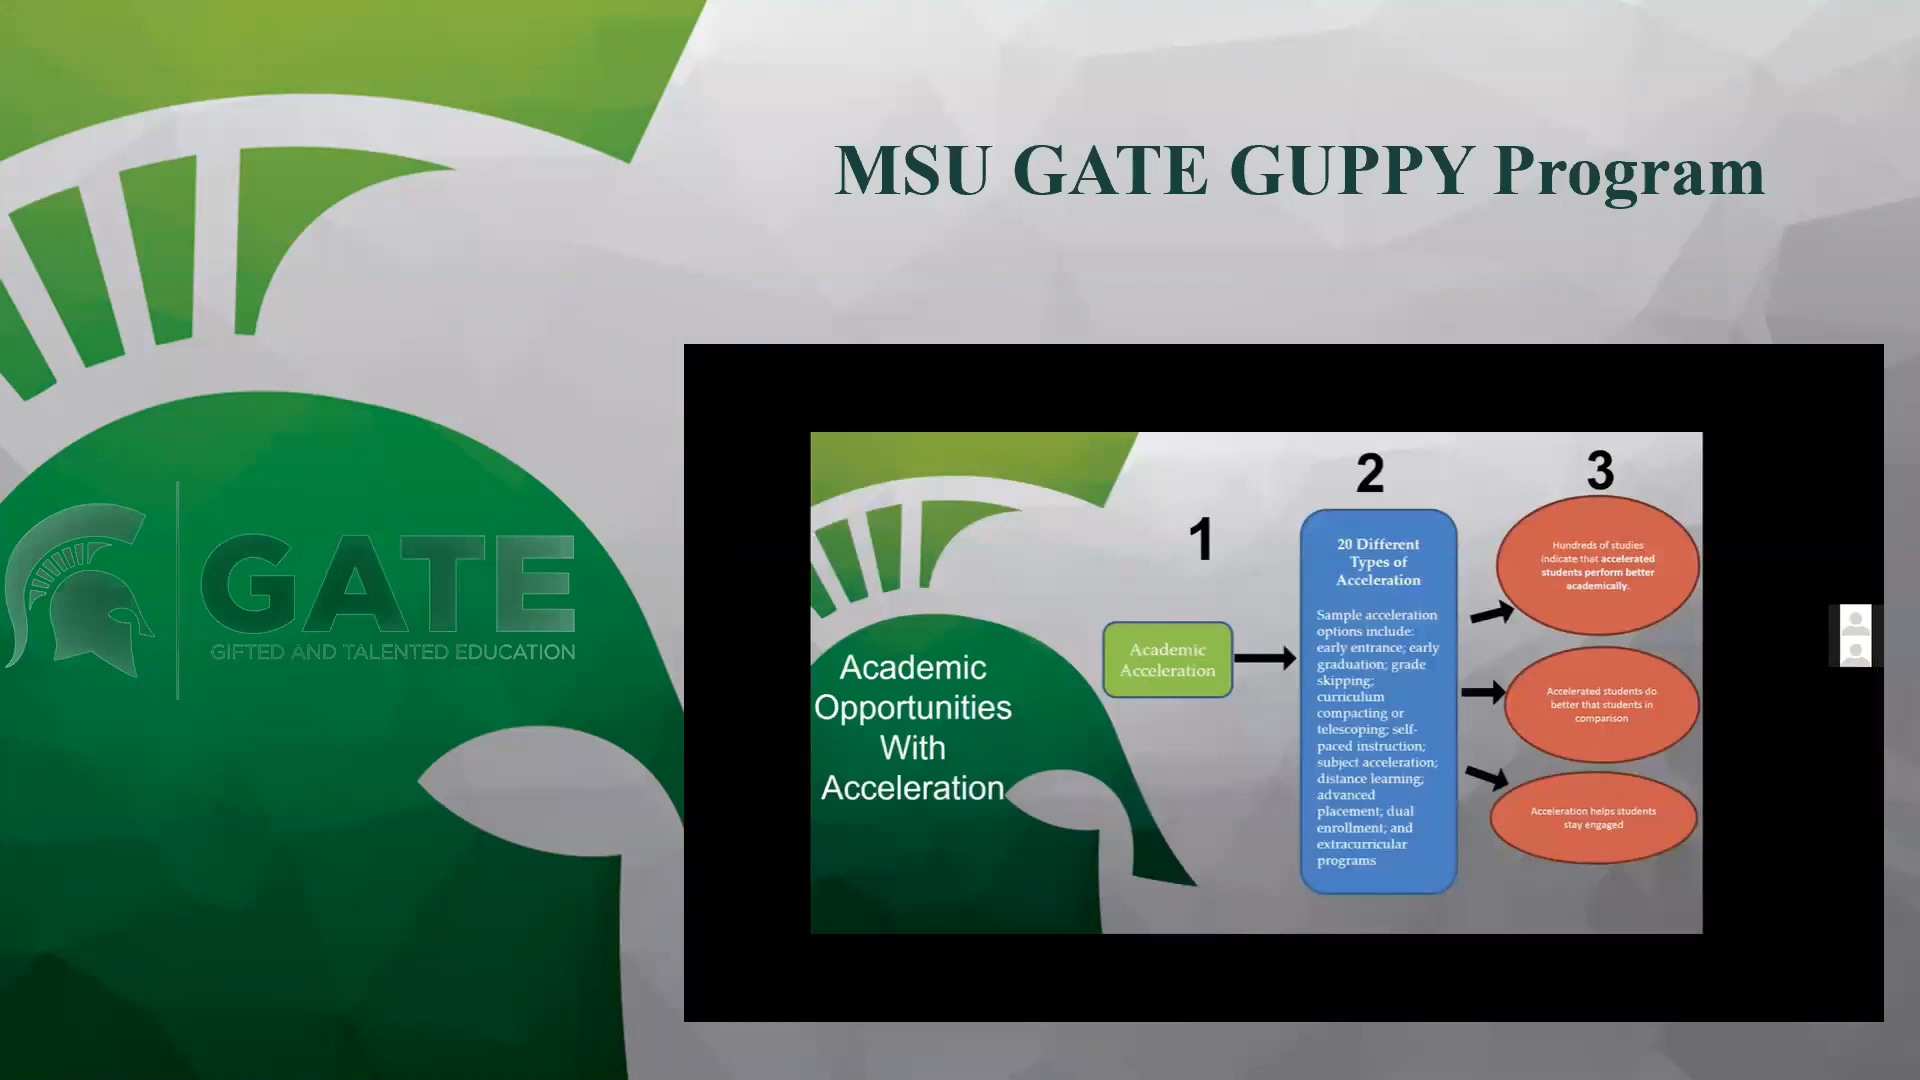 MSU GATE GUPPY Program
GATE
GIFTED AND TALENTED EDUCATION
Academic
Opportunities
With
Acceleration
1
Academic
Acceleration
2
20 Different
Types of
Acceleration
Sample acceleration
options include:
early entrance; early
graduation; grade
skipping;
curriculum
compacting or
telescoping; self-
paced instruction;
subject acceleration;
distance learning;
advanced
placement; dual
enrollment; and
extracurricular
programs
3
Hundreds of studies
indicate that accelerated
students perform better
academically.
Accelerated students do
better that students in
comparison
Acceleration helps students
stay engaged